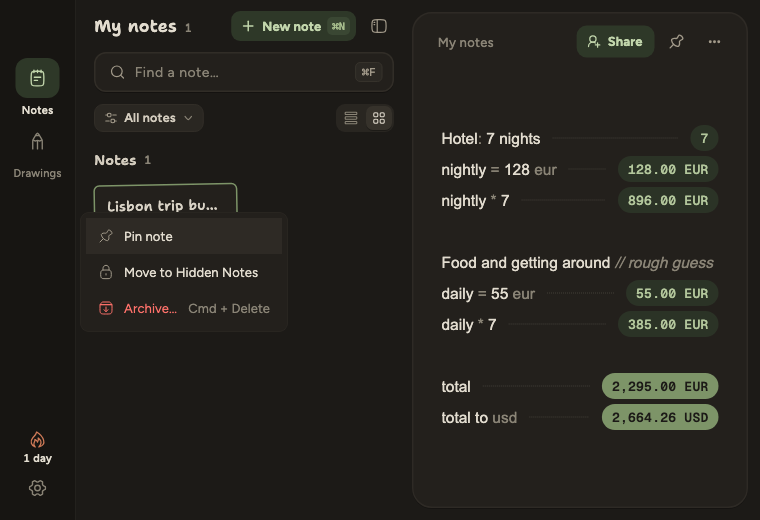 Notes
Drawings
1 day
My notes 1
+ New note ⌘N
Find a note... ⌘F
All notes
Notes 1
Lisbon trip bu...
Pin note
Move to Hidden Notes
Archive... Cmd + Delete
My notes
Share
Hotel: 7 nights 7
nightly = 128 eur 128.00 EUR
nightly * 7 896.00 EUR
Food and getting around // rough guess
daily = 55 eur 55.00 EUR
daily * 7 385.00 EUR
total 2,295.00 EUR
total to usd 2,664.26 USD